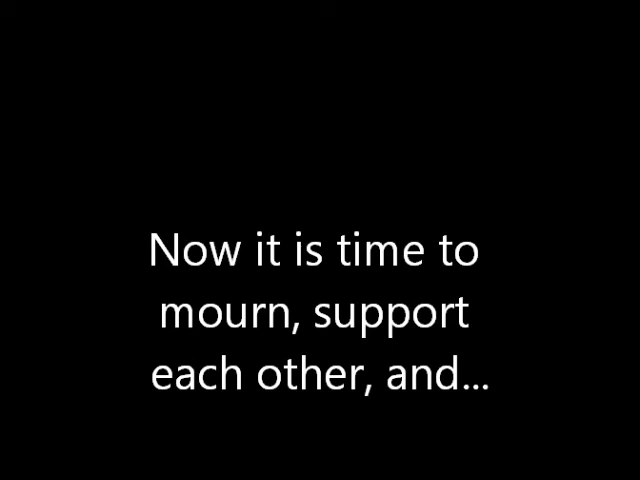 Now it is time to
mourn, support
each other, and...